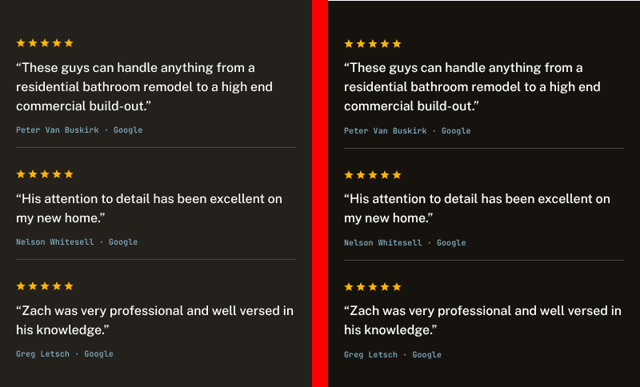 “These guys can handle anything from a
residential bathroom remodel to a high end
commercial build-out.”
Peter Van Buskirk · Google
“His attention to detail has been excellent on
my new home.”
Nelson Whitesell · Google
“Zach was very professional and well versed in
his knowledge.”
Greg Letsch · Google
“These guys can handle anything from a
residential bathroom remodel to a high end
commercial build-out.”
Peter Van Buskirk · Google
“His attention to detail has been excellent on
my new home.”
Nelson Whitesell · Google
“Zach was very professional and well versed in
his knowledge.”
Greg Letsch · Google